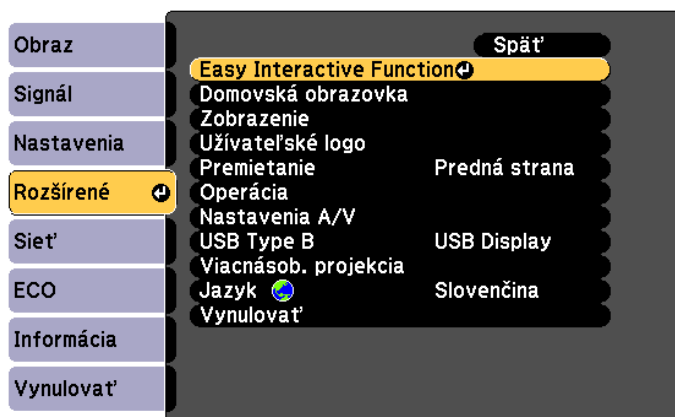 Obraz
Signál
Nastavenia
Rozšírené
Sieť
ECO
Informácia
Vynulovať
Späť
Easy Interactive Function
Domovská obrazovka
Zobrazenie
Užívateľské logo
Premietanie Predná strana
Operácia
Nastavenia A/V
USB Type B USB Display
Viacnásob. projekcia
Jazyk Slovenčina
Vynulovať